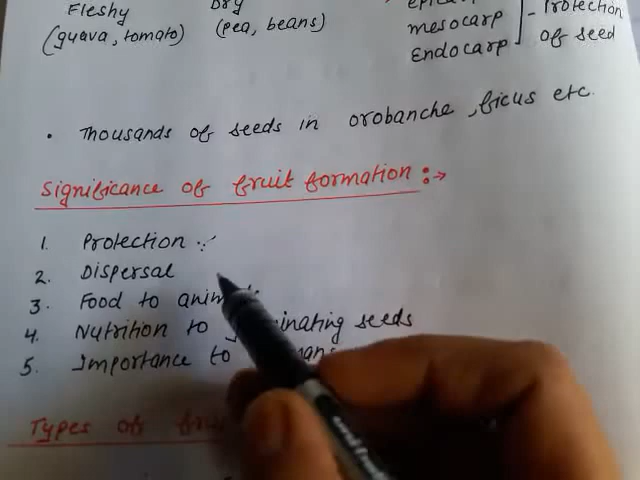 Fleshy Dry
(guava, tomato) (pea, beans)
mesocarp
Endocarp
Protection
of seed
• Thousands of seeds in orobanche, ficus etc.
Significance of fruit formation :→
1. Protection
2. Dispersal
3. Food to
4. Nutrition to seeds
5. Importance to
Types of